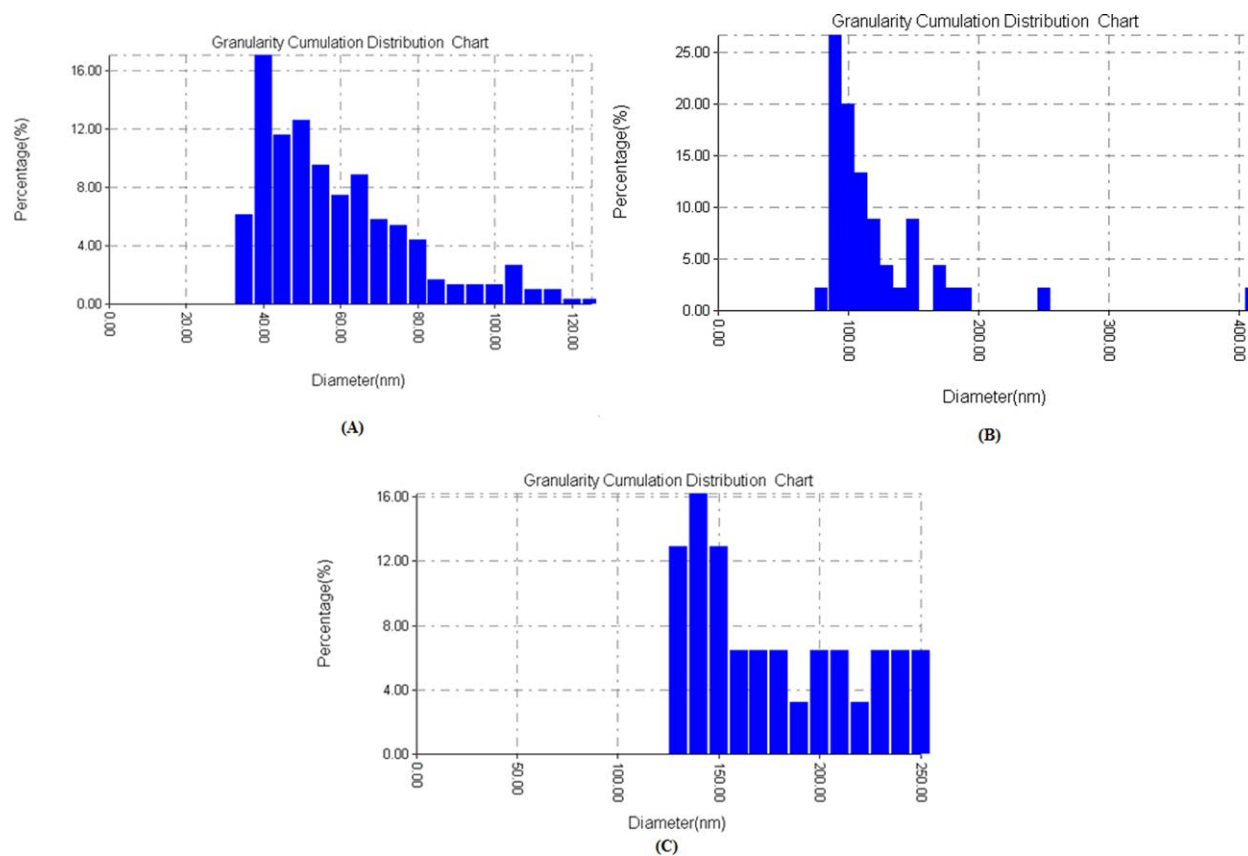 Granularity Cumulation Distribution Chart
Percentage(%)
16.00
12.00
8.00
4.00
0.00
0.00
20.00
40.00
60.00
80.00
100.00
120.00
Diameter(nm)
(A)
Granularity Cumulation Distribution Chart
Percentage(%)
25.00
20.00
15.00
10.00
5.00
0.00
0.00
100.00
200.00
300.00
400.00
Diameter(nm)
(B)
Granularity Cumulation Distribution Chart
Percentage(%)
16.00
12.00
8.00
4.00
0.00
0.00
50.00
100.00
150.00
200.00
250.00
Diameter(nm)
(C)